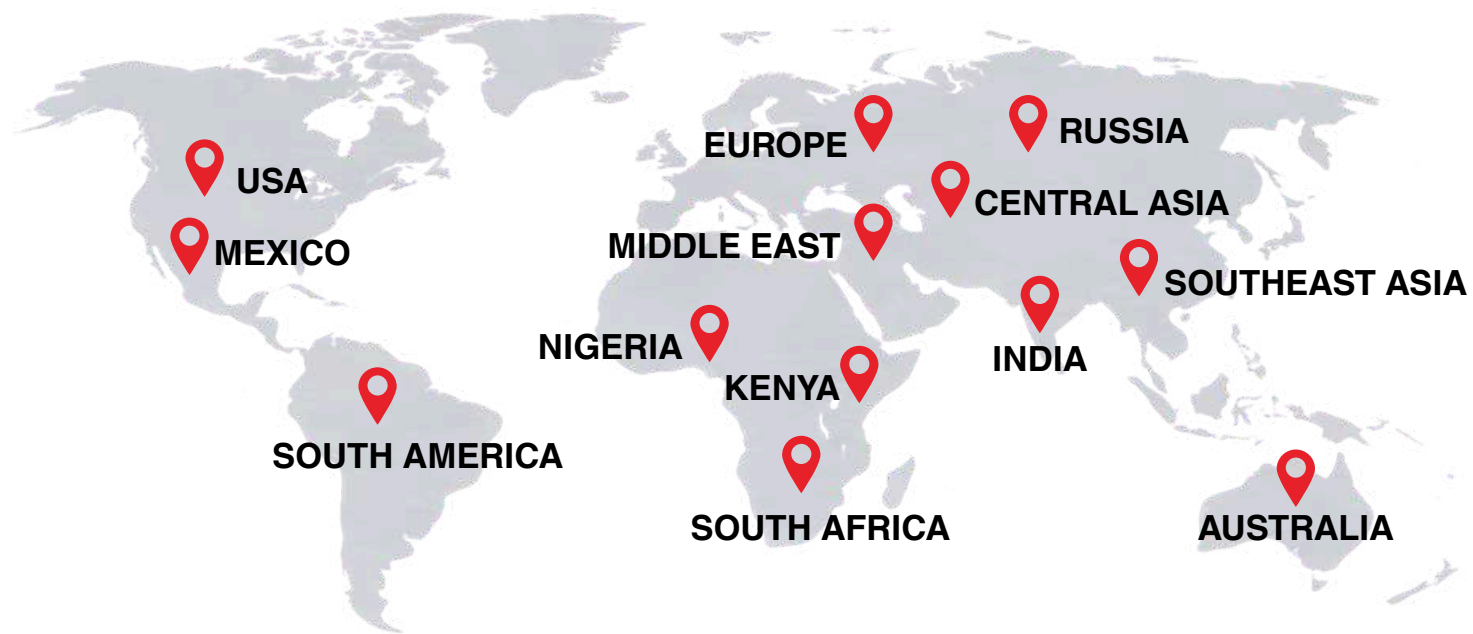 EUROPE
RUSSIA
USA
CENTRAL ASIA
MIDDLE EAST
MEXICO
SOUTHEAST ASIA
NIGERIA
INDIA
KENYA
SOUTH AMERICA
SOUTH AFRICA
AUSTRALIA